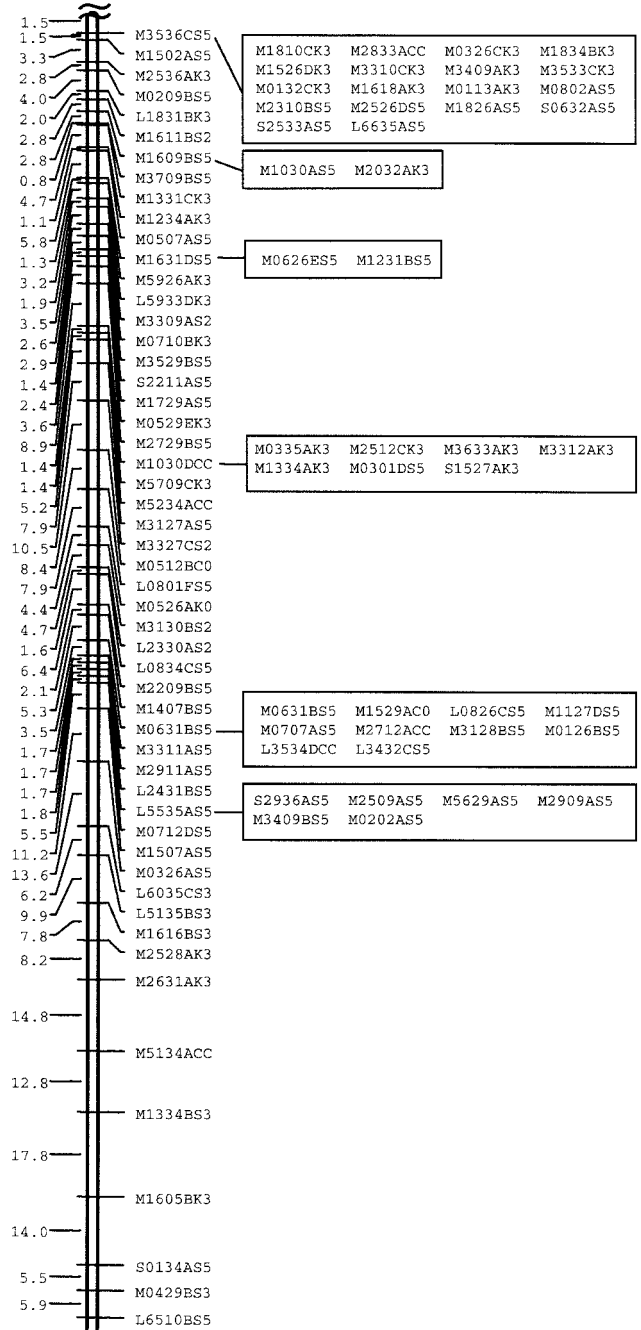 1.5
1.5
3.3
2.8
4.0
2.0
2.8
2.8
0.8
4.7
1.1
5.8
1.3
3.2
1.9
3.5
2.6
2.9
1.4
2.4
3.6
8.9
1.4
1.4
5.2
7.9
10.5
8.4
7.9
4.4
4.7
1.6
6.4
2.1
5.3
3.5
1.7
1.7
1.7
1.8
5.5
11.2
13.6
6.2
9.9
7.8
8.2
14.8
12.8
17.8
14.0
5.5
5.9
M3536CS5
M1502AS5
M2536AK3
M0209BS5
L1831BK3
M1611BS2
M1609BS5
M3709BS5
M1331CK3
M1234AK3
M0507AS5
M1631DS5
M5926AK3
L5933DK3
M3309AS2
M0710BK3
M3529BS5
S2211AS5
M1729AS5
M0529EK3
M2729BS5
M1030DCC
M5709CK3
M5234ACC
M3127AS5
M3327CS2
M0512BC0
L0801FS5
M0526AK0
M3130BS2
L2330AS2
L0834CS5
M2209BS5
M1407BS5
M0631BS5
M3311AS5
M2911AS5
L2431BS5
L5535AS5
M0712DS5
M1507AS5
M0326AS5
L6035CS3
L5135BS3
M1616BS3
M2528AK3
M2631AK3
M5134ACC
M1334BS3
M1605BK3
S0134AS5
M0429BS3
L6510BS5
M1810CK3 M2833ACC M0326CK3 M1834BK3
M1526DK3 M3310CK3 M3409AK3 M3533CK3
M0132CK3 M1618AK3 M0113AK3 M0802AS5
M2310BS5 M2526DS5 M1826AS5 S0632AS5
S2533AS5 L6635AS5
M1030AS5 M2032AK3
M0626ES5 M1231BS5
M0335AK3 M2512CK3 M3633AK3 M3312AK3
M1334AK3 M0301DS5 S1527AK3
M0631BS5 M1529AC0 L0826CS5 M1127DS5
M0707AS5 M2712ACC M3128BS5 M0126BS5
L3534DCC L3432CS5
S2936AS5 M2509AS5 M5629AS5 M2909AS5
M3409BS5 M0202AS5